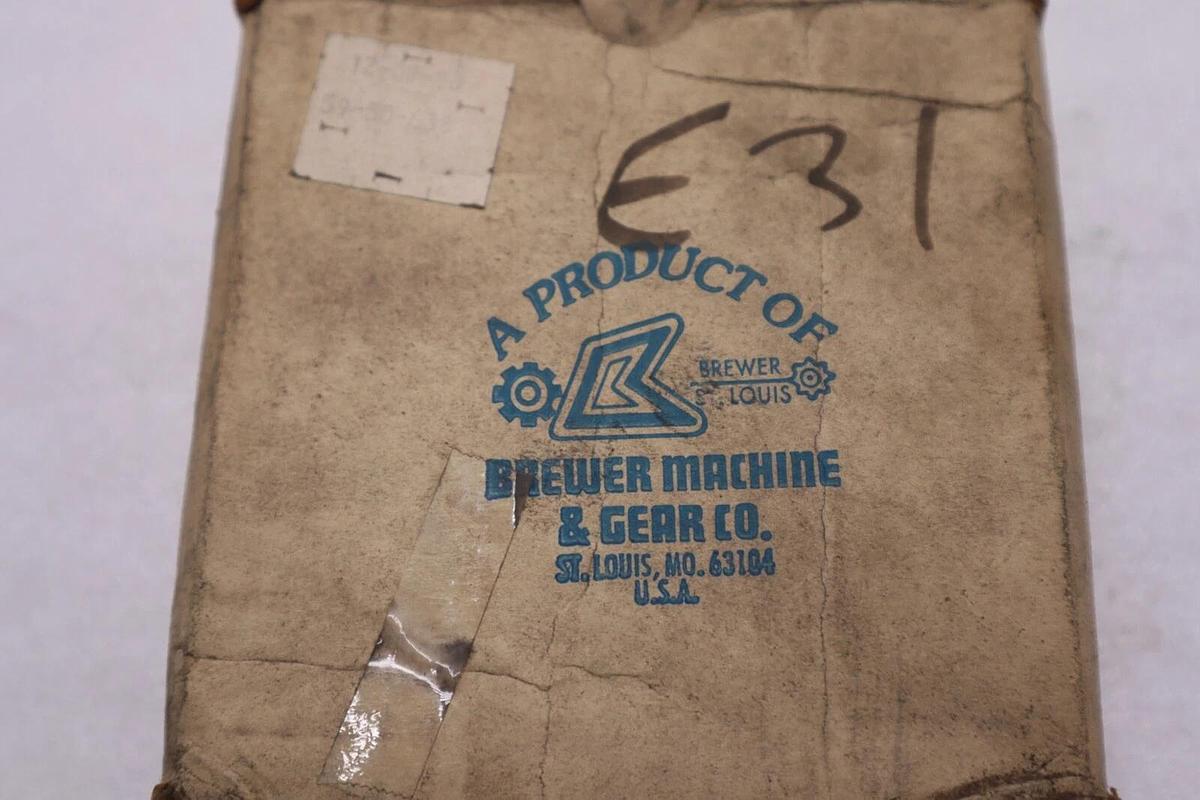 E31
A PRODUCT OF
BREWER
ST. LOUIS
BREWER MACHINE
& GEAR CO.
ST. LOUIS, MO. 63104
U.S.A.